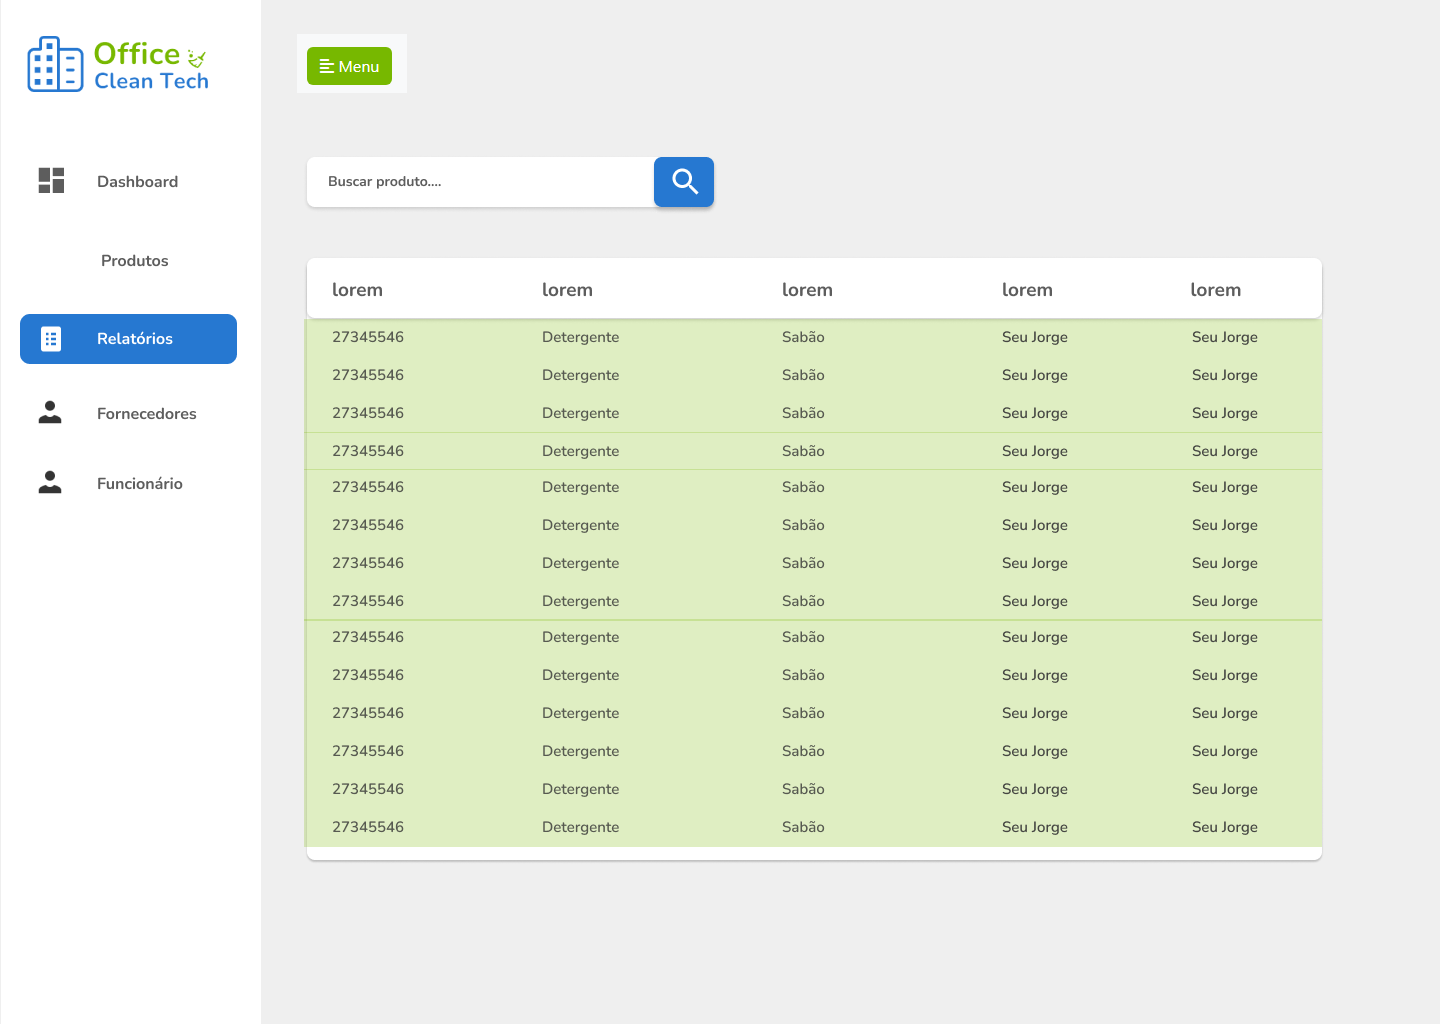 Office
Clean Tech
Dashboard
Produtos
Relatórios
Fornecedores
Funcionário
Menu
Buscar produto....
lorem lorem lorem lorem lorem
27345546 Detergente Sabão Seu Jorge Seu Jorge
27345546 Detergente Sabão Seu Jorge Seu Jorge
27345546 Detergente Sabão Seu Jorge Seu Jorge
27345546 Detergente Sabão Seu Jorge Seu Jorge
27345546 Detergente Sabão Seu Jorge Seu Jorge
27345546 Detergente Sabão Seu Jorge Seu Jorge
27345546 Detergente Sabão Seu Jorge Seu Jorge
27345546 Detergente Sabão Seu Jorge Seu Jorge
27345546 Detergente Sabão Seu Jorge Seu Jorge
27345546 Detergente Sabão Seu Jorge Seu Jorge
27345546 Detergente Sabão Seu Jorge Seu Jorge
27345546 Detergente Sabão Seu Jorge Seu Jorge
27345546 Detergente Sabão Seu Jorge Seu Jorge
27345546 Detergente Sabão Seu Jorge Seu Jorge